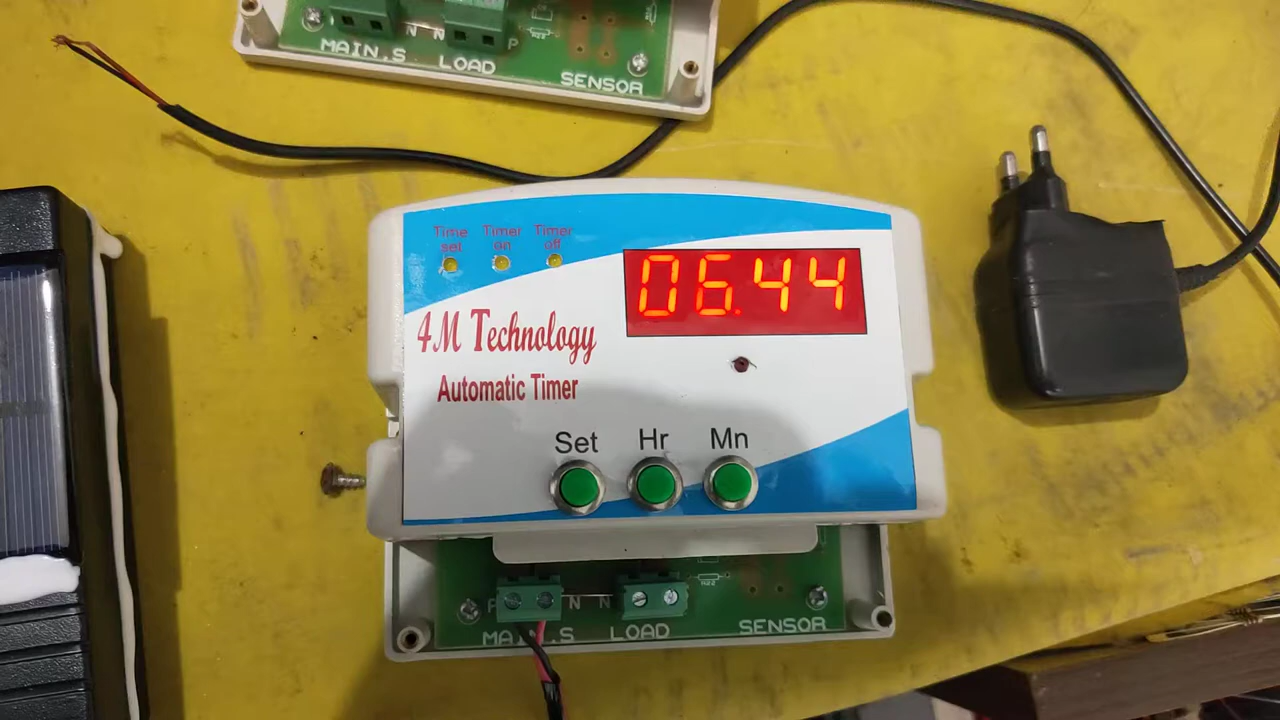 N N P
MAIN.S LOAD SENSOR
Time set Timer on Timer off
06.44
4M Technology
Automatic Timer
Set Hr Mn
P N N
LOAD SENSOR